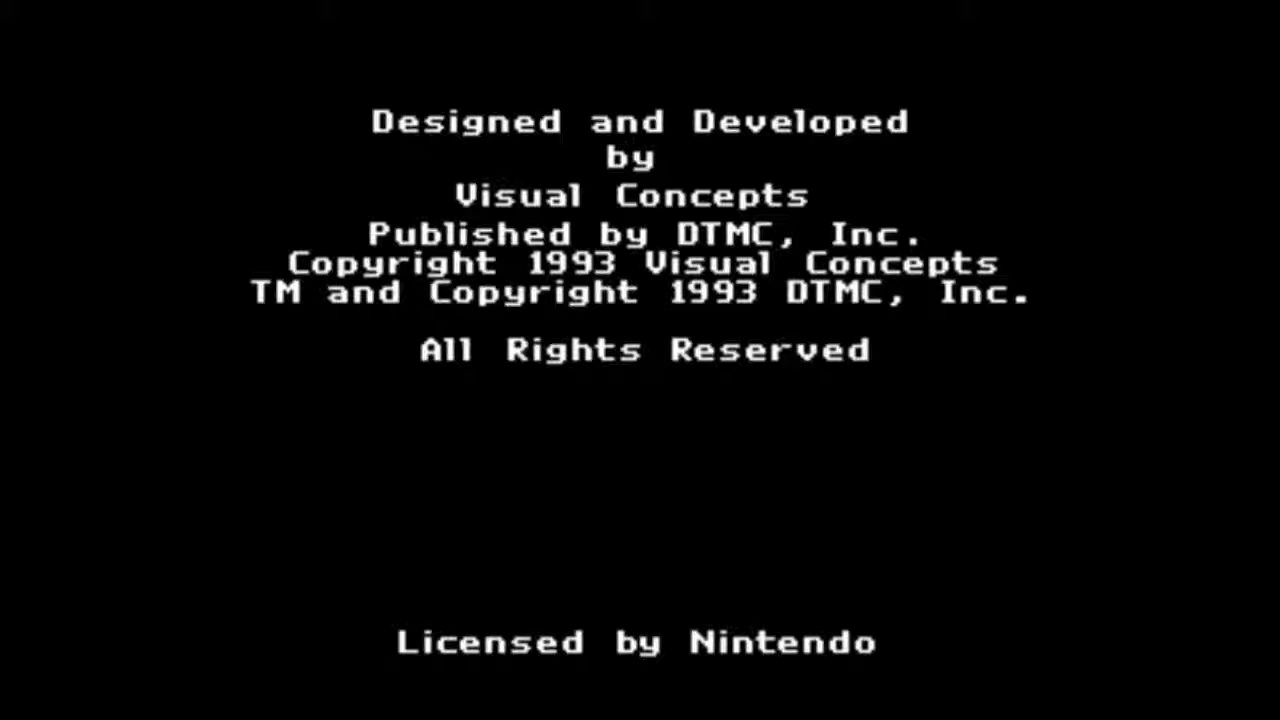 Designed and Developed
by
Visual Concepts
Published by DTMC, Inc.
Copyright 1993 Visual Concepts
TM and Copyright 1993 DTMC, Inc.
All Rights Reserved
Licensed by Nintendo